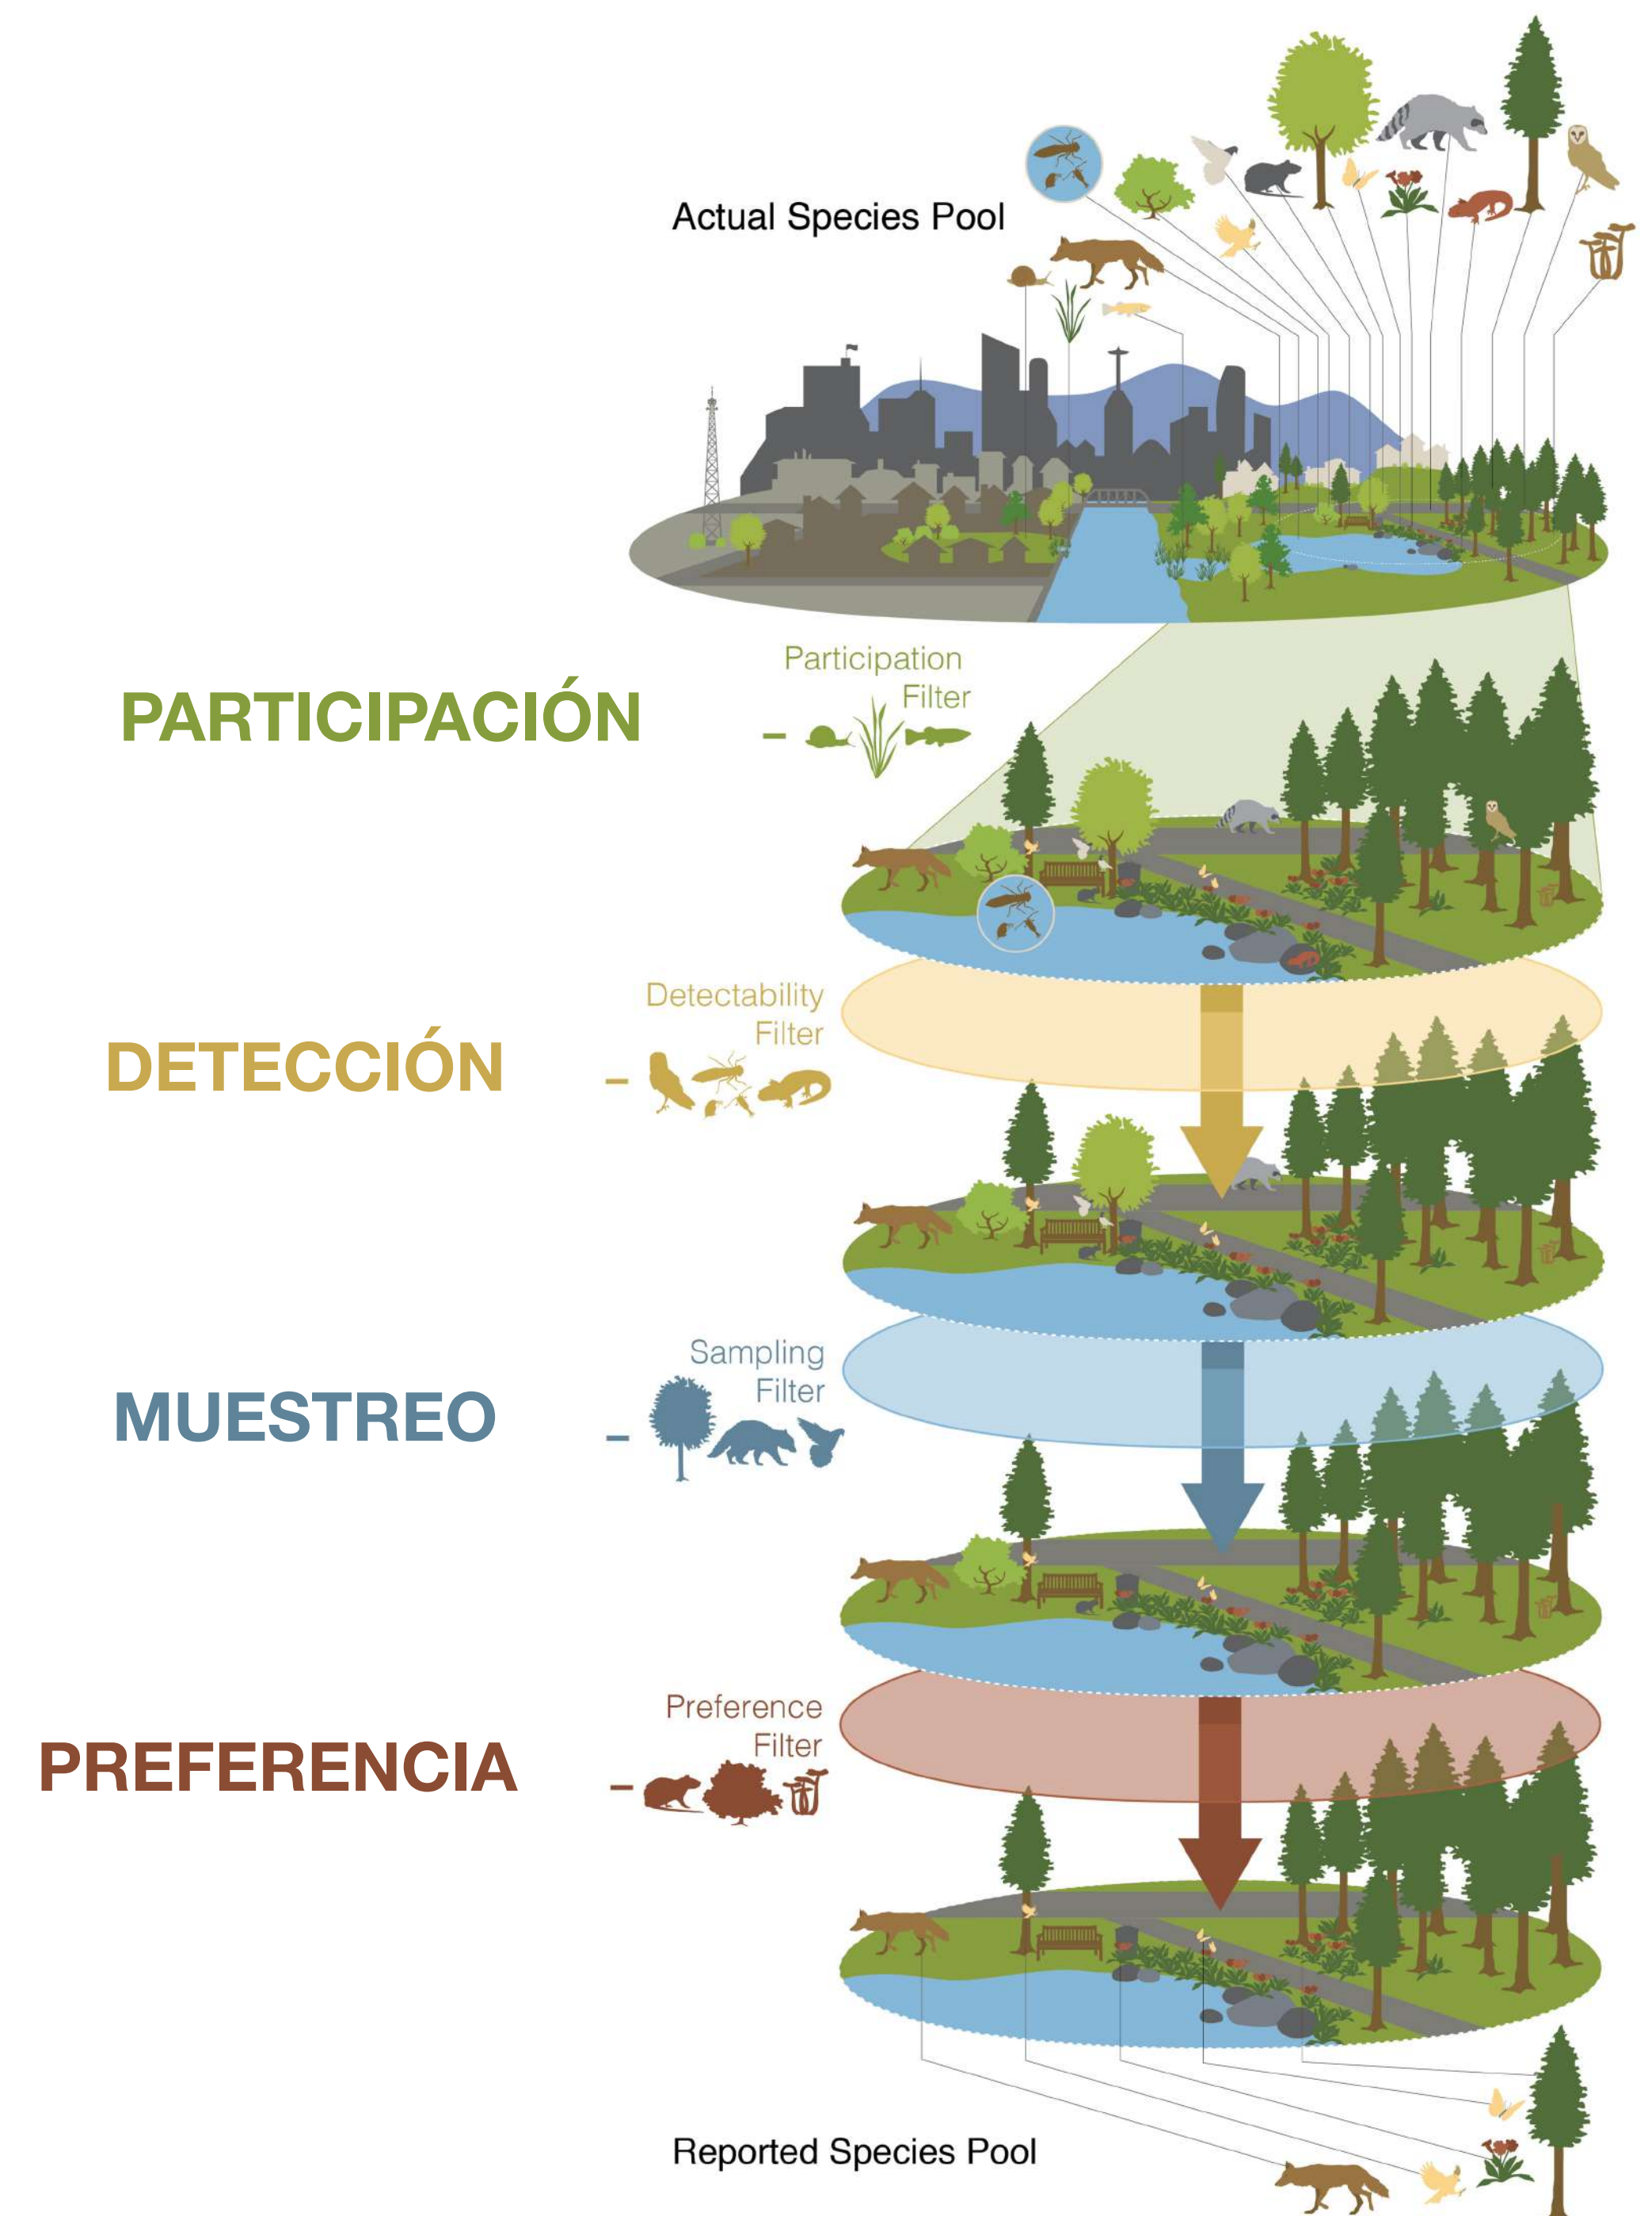 Actual Species Pool
Participation
Filter
PARTICIPACIÓN
Detectability
Filter
DETECCIÓN
Sampling
Filter
MUESTREO
Preference
Filter
PREFERENCIA
Reported Species Pool